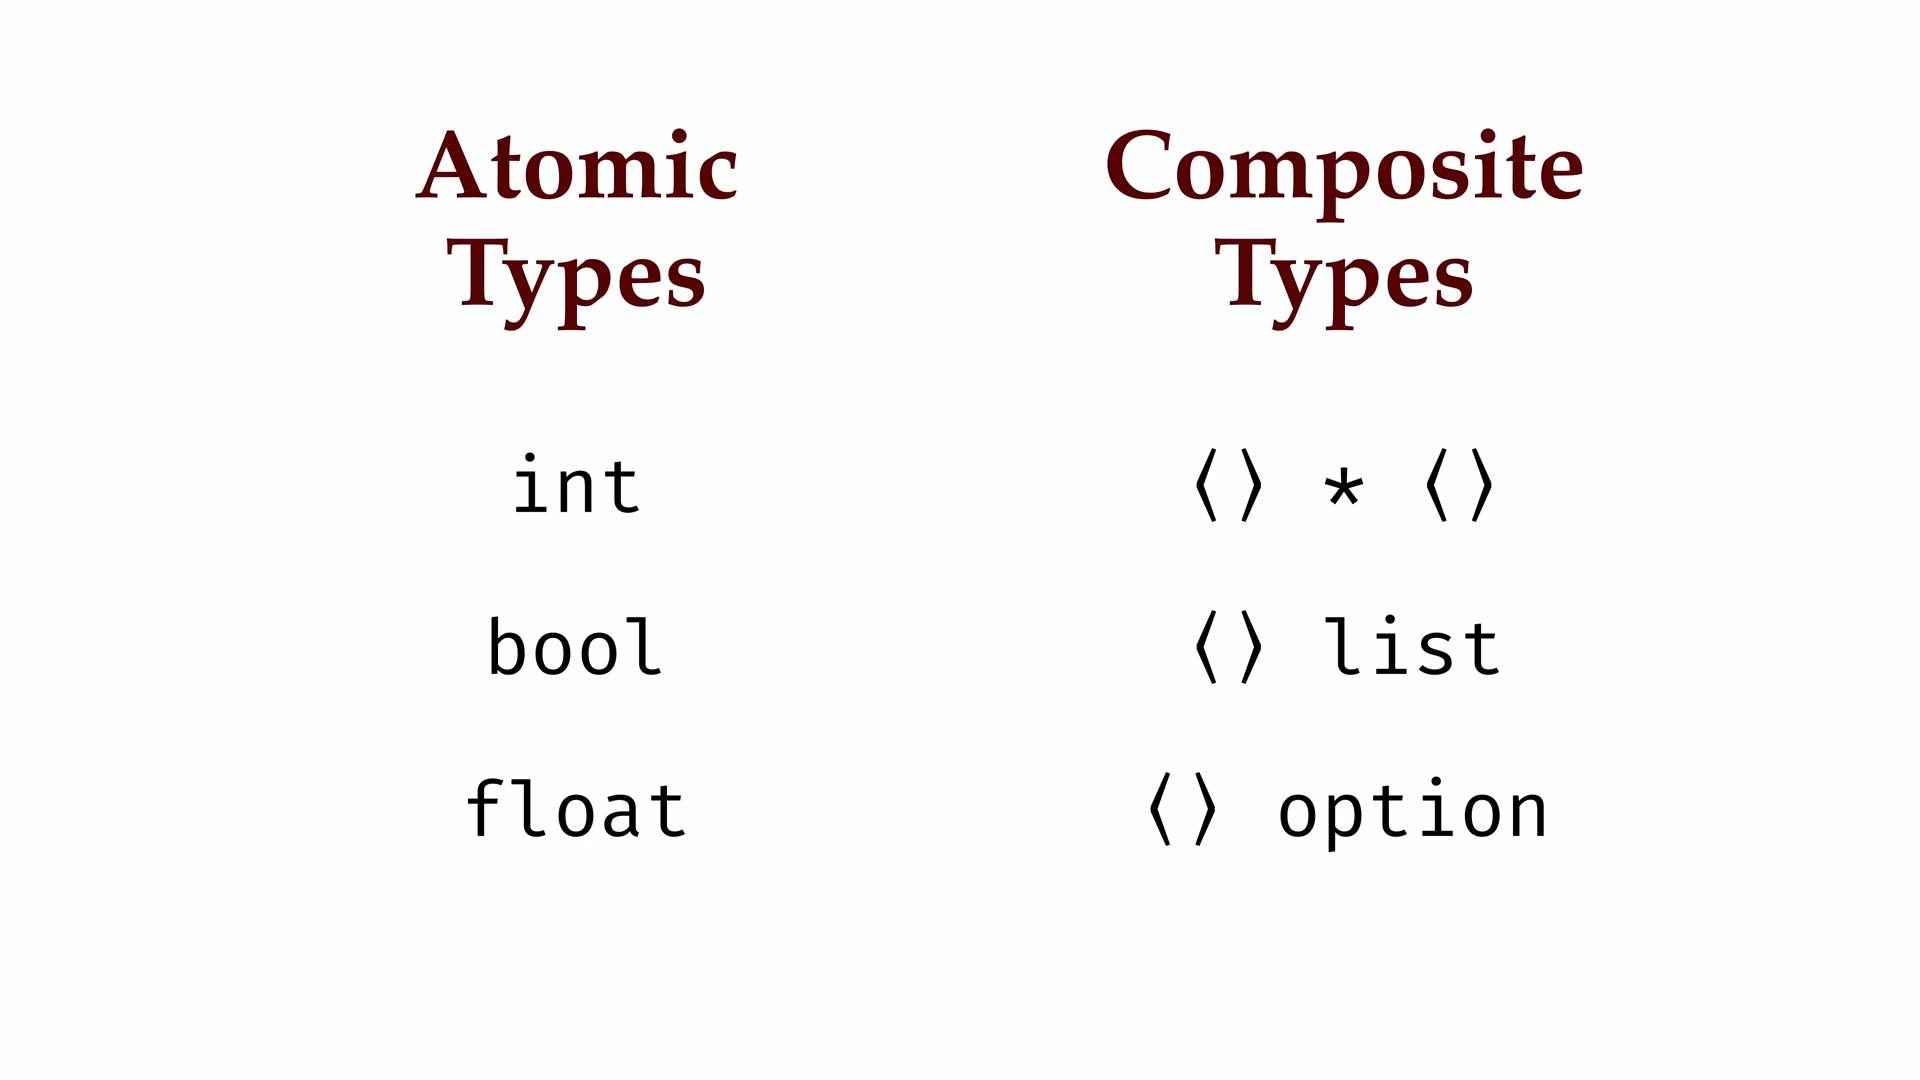 Atomic
Types
int
bool
float
Composite
Types
⟨⟩ * ⟨⟩
⟨⟩ list
⟨⟩ option